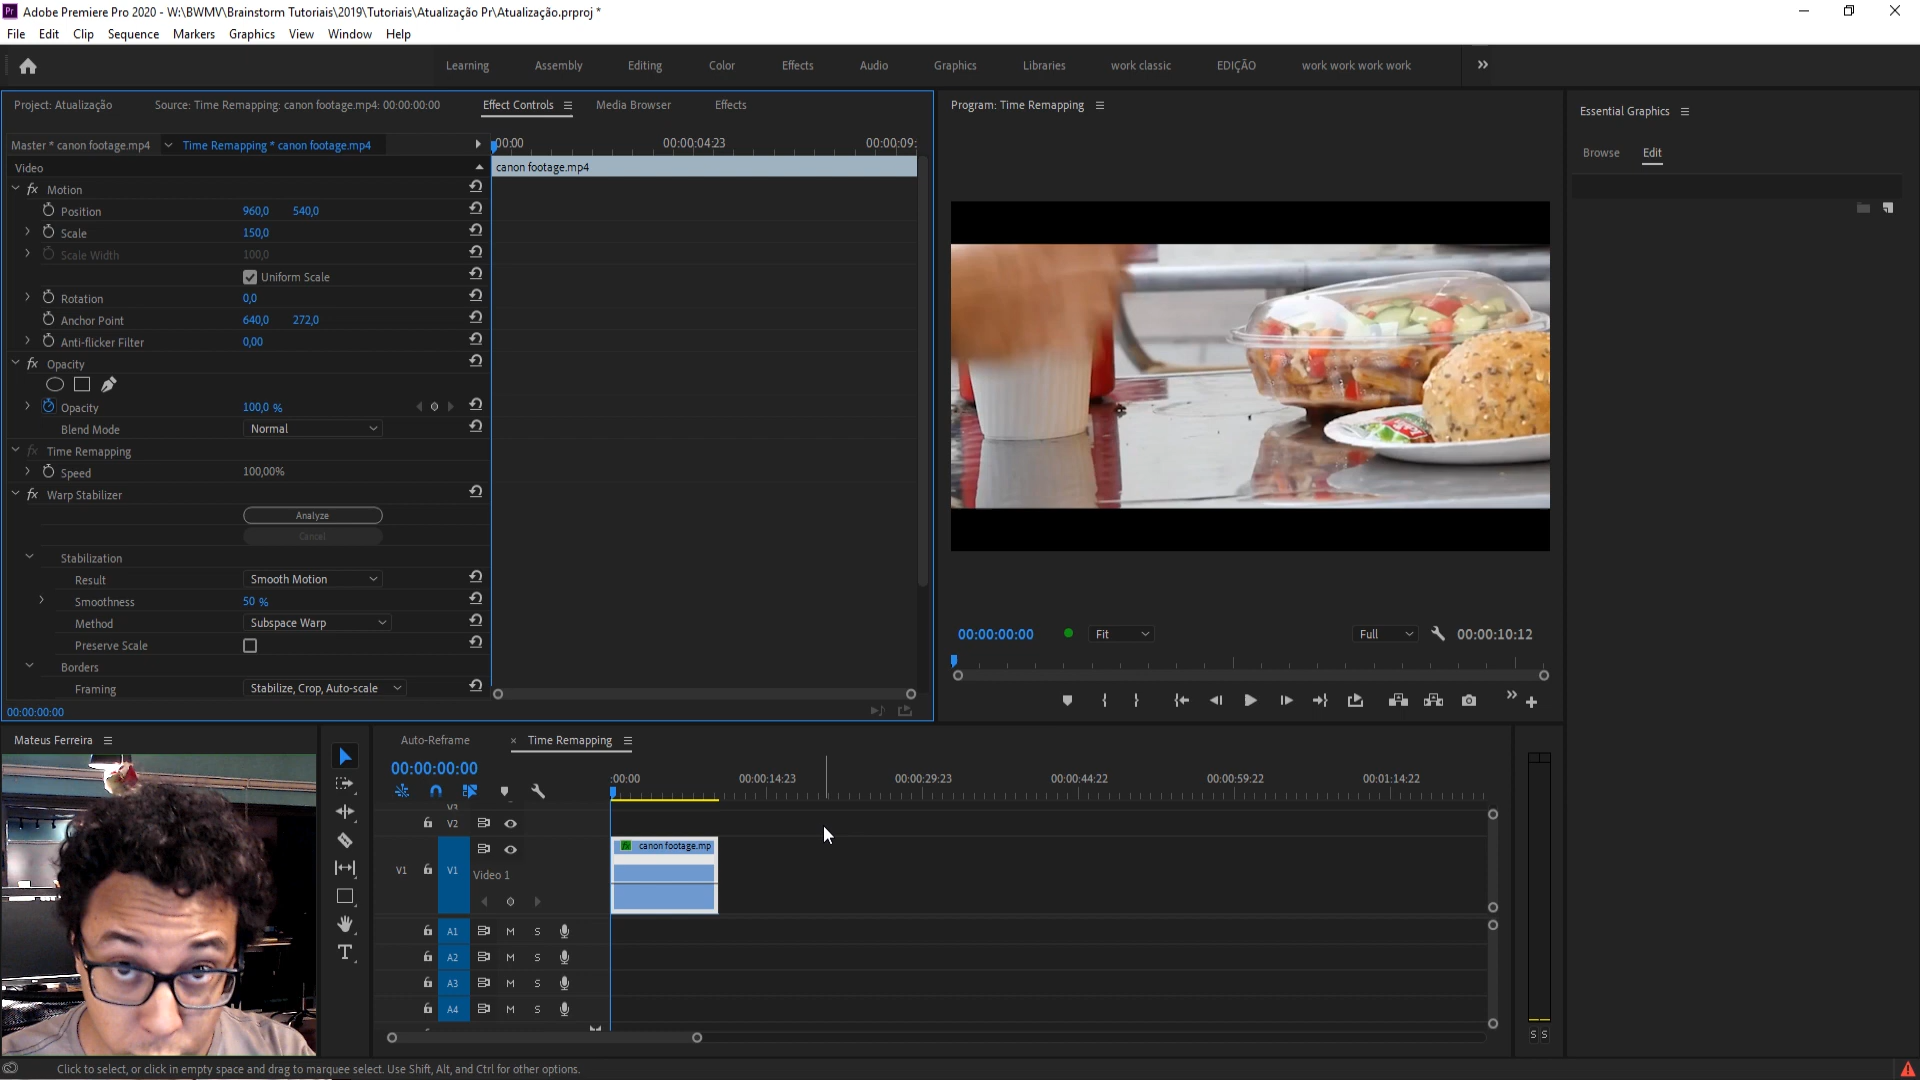 Adobe Premiere Pro 2020 - W:\BWMV\Brainstorm Tutoriais\2019\Tutoriais\Atualização Pr\Atualização.prproj *
File Edit Clip Sequence Markers Graphics View Window Help
Learning Assembly Editing Color Effects Audio Graphics Libraries work classic EDIÇÃO work work work work
Project: Atualização Source: Time Remapping: canon footage.mp4: 00:00:00:00 Effect Controls Media Browser Effects
Master * canon footage.mp4 Time Remapping * canon footage.mp4
:00:00 00:00:04:23 00:00:09:
Video
canon footage.mp4
fx Motion
Position 960,0 540,0
Scale 150,0
Scale Width 100,0
Uniform Scale
Rotation 0,0
Anchor Point 640,0 272,0
Anti-flicker Filter 0,00
fx Opacity
Opacity 100,0 %
Blend Mode Normal
fx Time Remapping
Speed 100,00%
fx Warp Stabilizer
Analyze
Cancel
Stabilization
Result Smooth Motion
Smoothness 50 %
Method Subspace Warp
Preserve Scale
Borders
Framing Stabilize, Crop, Auto-scale
00:00:00:00
Program: Time Remapping
00:00:00:00 Fit Full 00:00:10:12
Essential Graphics
Browse Edit
Mateus Ferreira
Auto-Reframe × Time Remapping
00:00:00:00
:00:00 00:00:14:23 00:00:29:23 00:00:44:22 00:00:59:22 00:01:14:22
V3
V2
fx canon footage.mp
V1 V1 Video 1
A1 M S
A2 M S
A3 M S
A4 M S
T
S S
Click to select, or click in empty space and drag to marquee select. Use Shift, Alt, and Ctrl for other options.